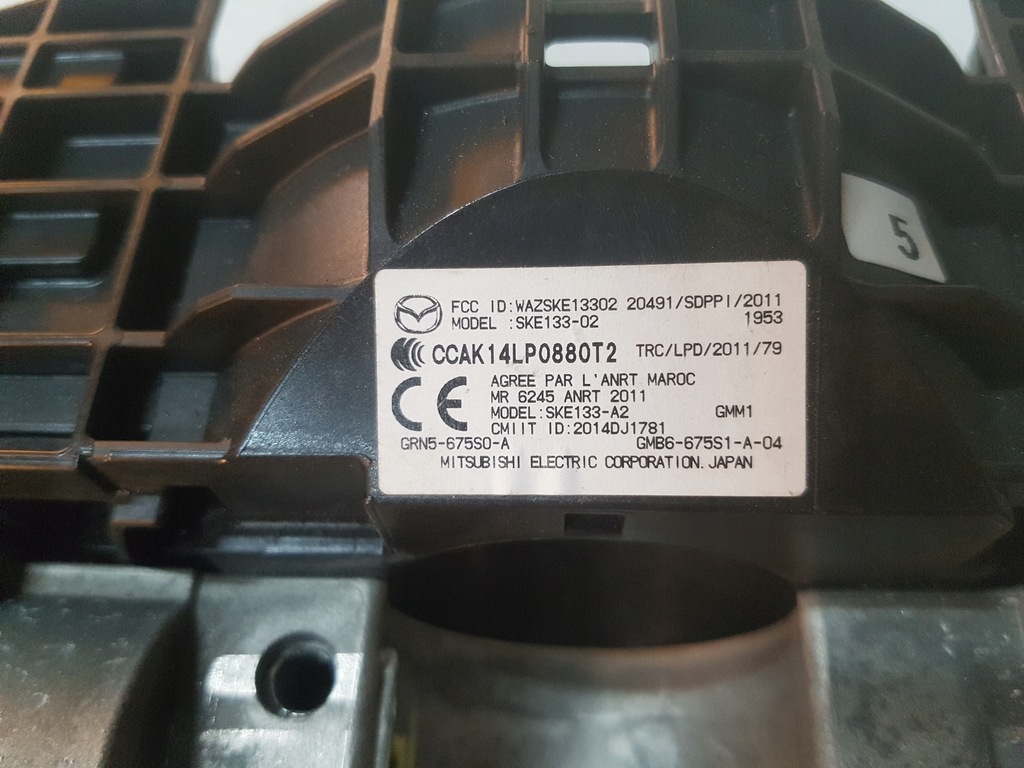 5
FCC ID:WAZSKE13302 20491/SDPPI/2011
MODEL :SKE133-02 1953
CCAK14LP0880T2 TRC/LPD/2011/79
CE
AGREE PAR L'ANRT MAROC
MR 6245 ANRT 2011
MODEL:SKE133-A2 GMM1
CMIIT ID:2014DJ1781
GRN5-675S0-A GMB6-675S1-A-04
MITSUBISHI ELECTRIC CORPORATION. JAPAN